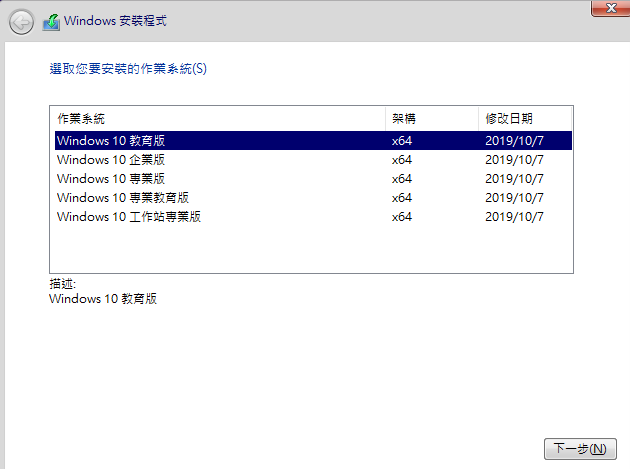 Windows 安裝程式
選取您要安裝的作業系統(S)
作業系統 架構 修改日期
Windows 10 教育版 x64 2019/10/7
Windows 10 企業版 x64 2019/10/7
Windows 10 專業版 x64 2019/10/7
Windows 10 專業教育版 x64 2019/10/7
Windows 10 工作站專業版 x64 2019/10/7
描述:
Windows 10 教育版
下一步(N)